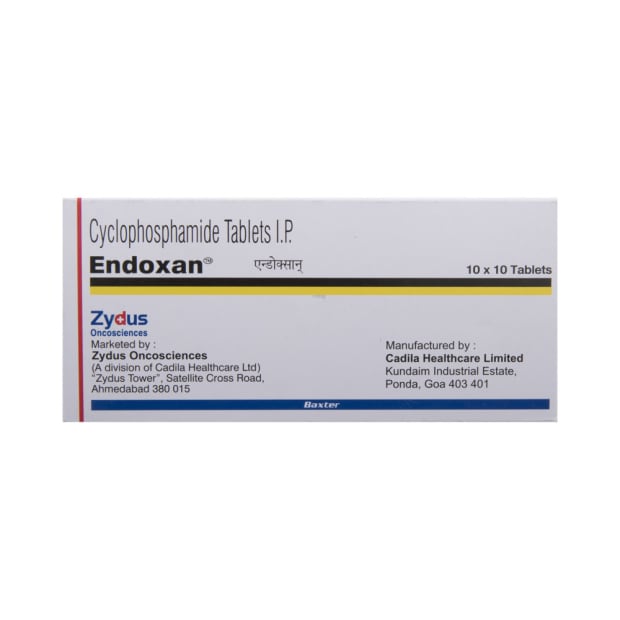 Cyclophosphamide Tablets I.P.
Endoxan™ एन्डोक्सान्
10 x 10 Tablets
Zydus
Oncosciences
Marketed by :
Zydus Oncosciences
(A division of Cadila Healthcare Ltd)
"Zydus Tower", Satellite Cross Road,
Ahmedabad 380 015
Manufactured by :
Cadila Healthcare Limited
Kundaim Industrial Estate,
Ponda, Goa 403 401
Baxter